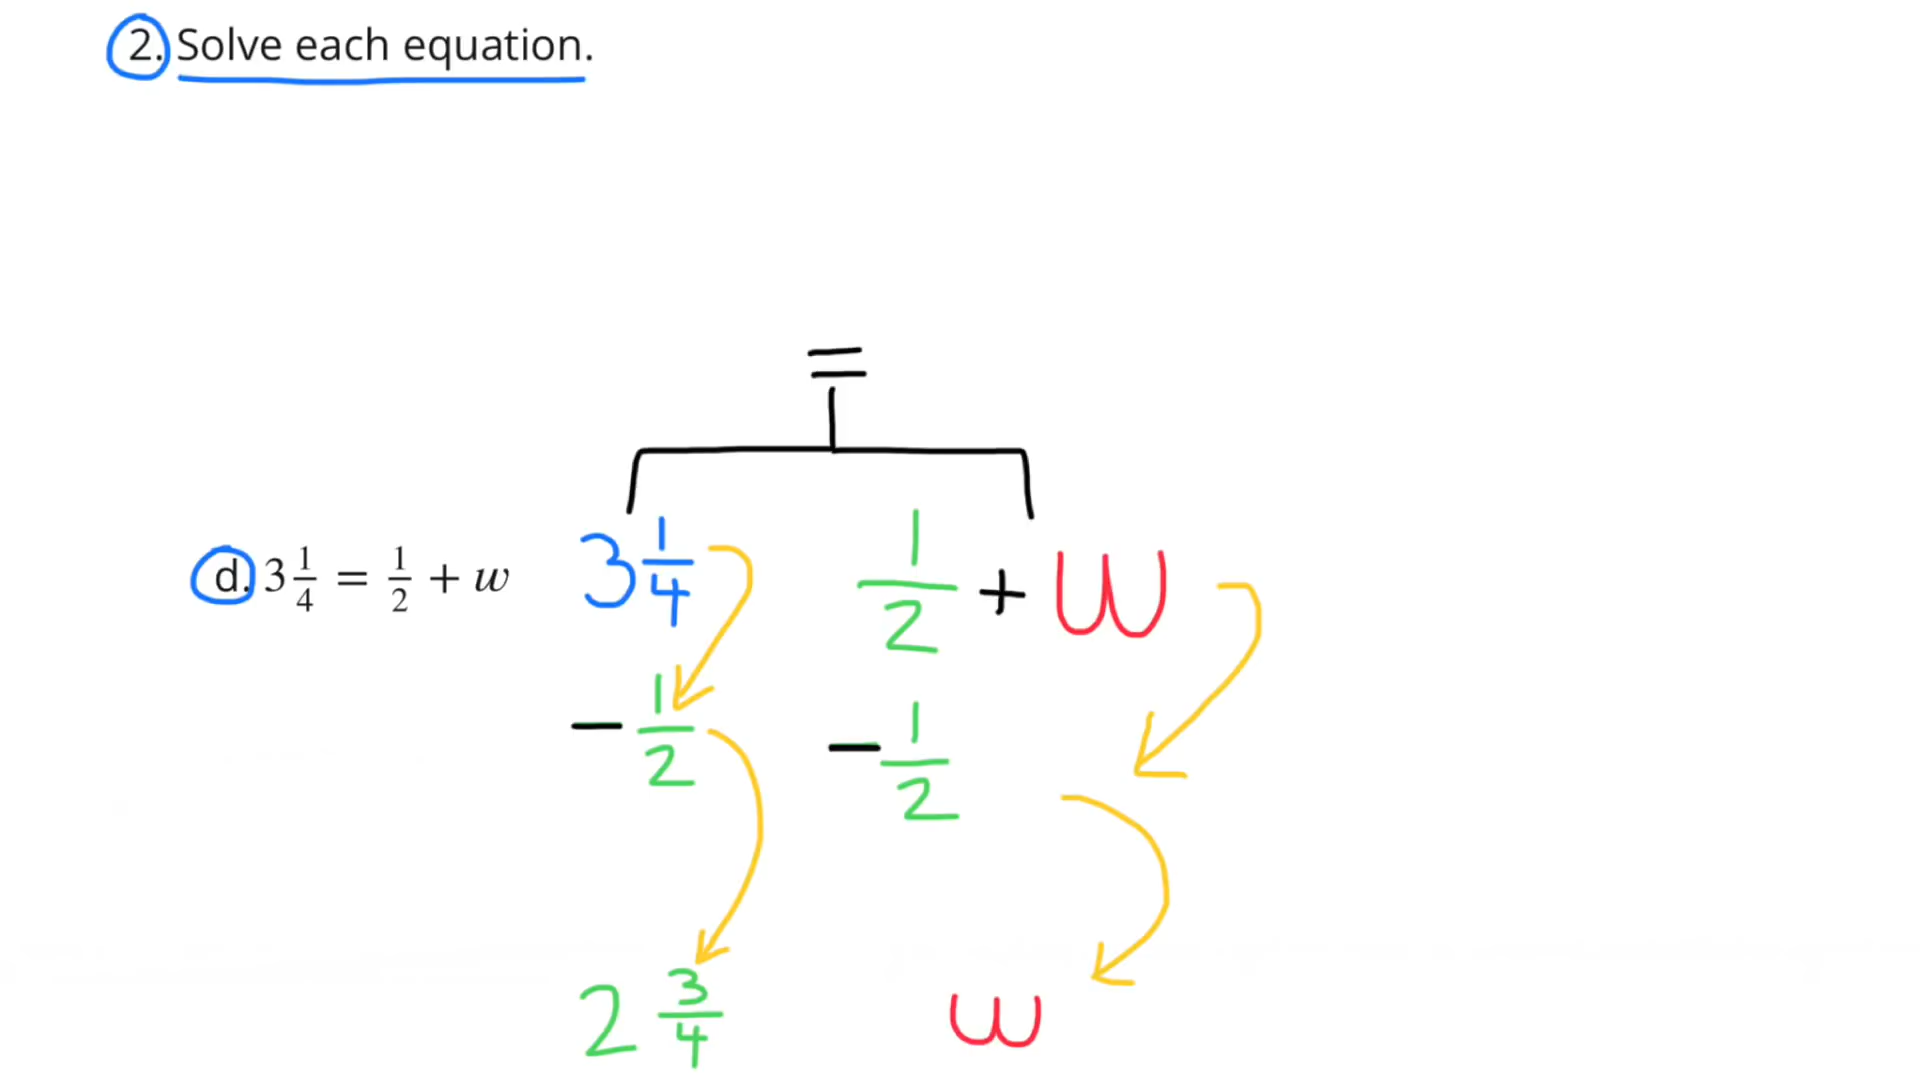 2. Solve each equation.
=
d. 3 1/4 = 1/2 + w 3 1/4 1/2 + w
- 1/2 - 1/2
2 3/4 w